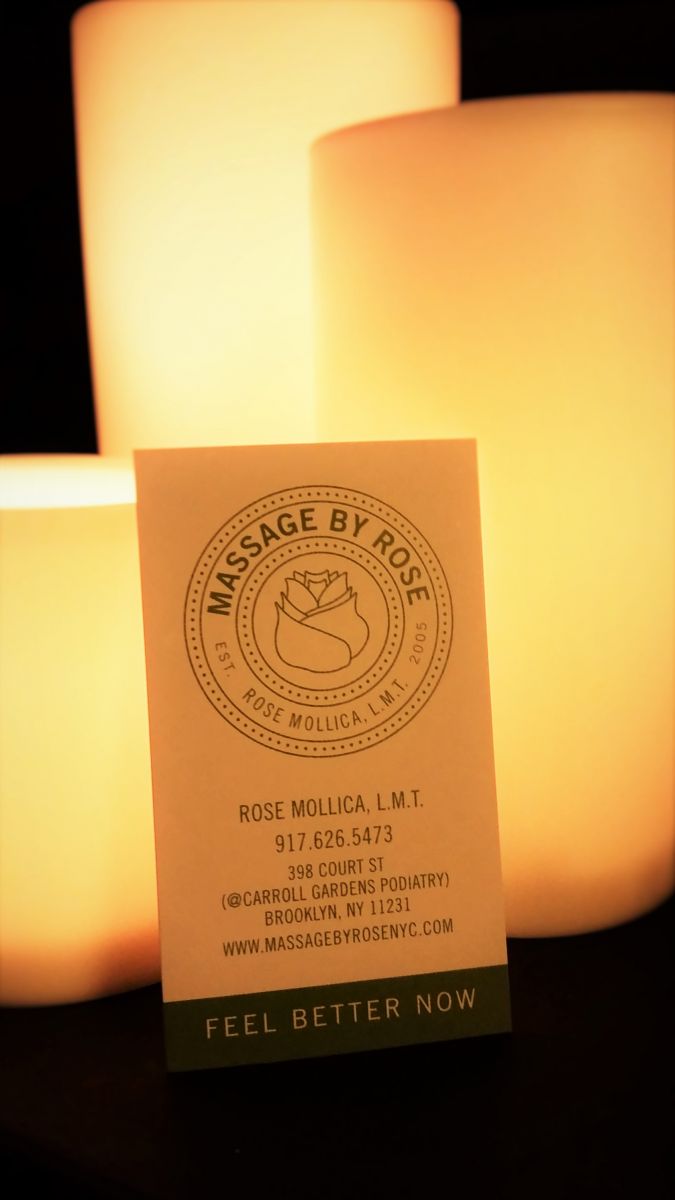 MASSAGE BY ROSE
EST. 2005
ROSE MOLLICA, L.M.T.
ROSE MOLLICA, L.M.T.
917.626.5473
398 COURT ST
(@CARROLL GARDENS PODIATRY)
BROOKLYN, NY 11231
WWW.MASSAGEBYROSENYC.COM
FEEL BETTER NOW